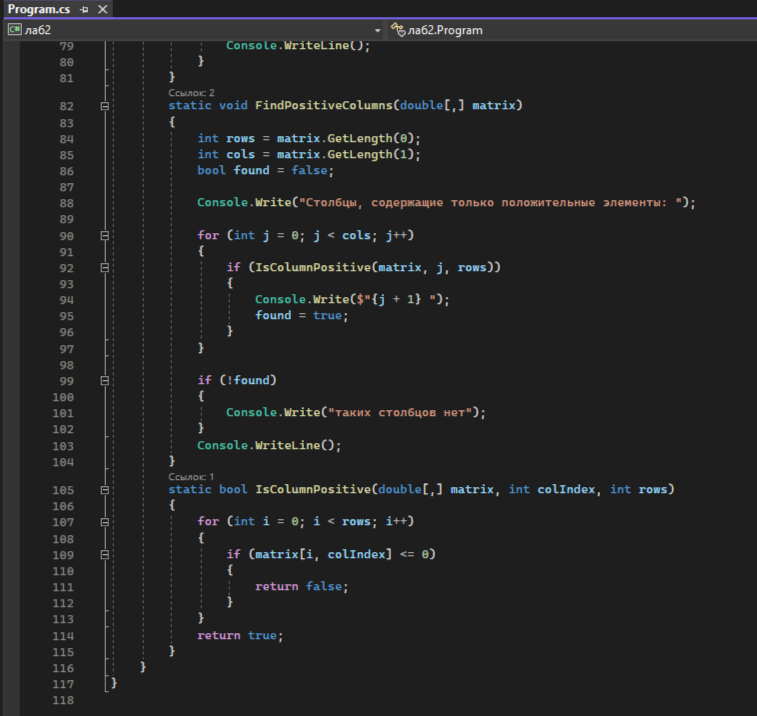 Program.cs
C# лаб2 лаб2.Program
79 Console.WriteLine();
80 }
81 }
Ссылок: 2
82 static void FindPositiveColumns(double[,] matrix)
83 {
84 int rows = matrix.GetLength(0);
85 int cols = matrix.GetLength(1);
86 bool found = false;
87
88 Console.Write("Столбцы, содержащие только положительные элементы: ");
89
90 for (int j = 0; j < cols; j++)
91 {
92 if (IsColumnPositive(matrix, j, rows))
93 {
94 Console.Write($"{j + 1} ");
95 found = true;
96 }
97 }
98
99 if (!found)
100 {
101 Console.Write("таких столбцов нет");
102 }
103 Console.WriteLine();
104 }
Ссылок: 1
105 static bool IsColumnPositive(double[,] matrix, int colIndex, int rows)
106 {
107 for (int i = 0; i < rows; i++)
108 {
109 if (matrix[i, colIndex] <= 0)
110 {
111 return false;
112 }
113 }
114 return true;
115 }
116 }
117 }
118